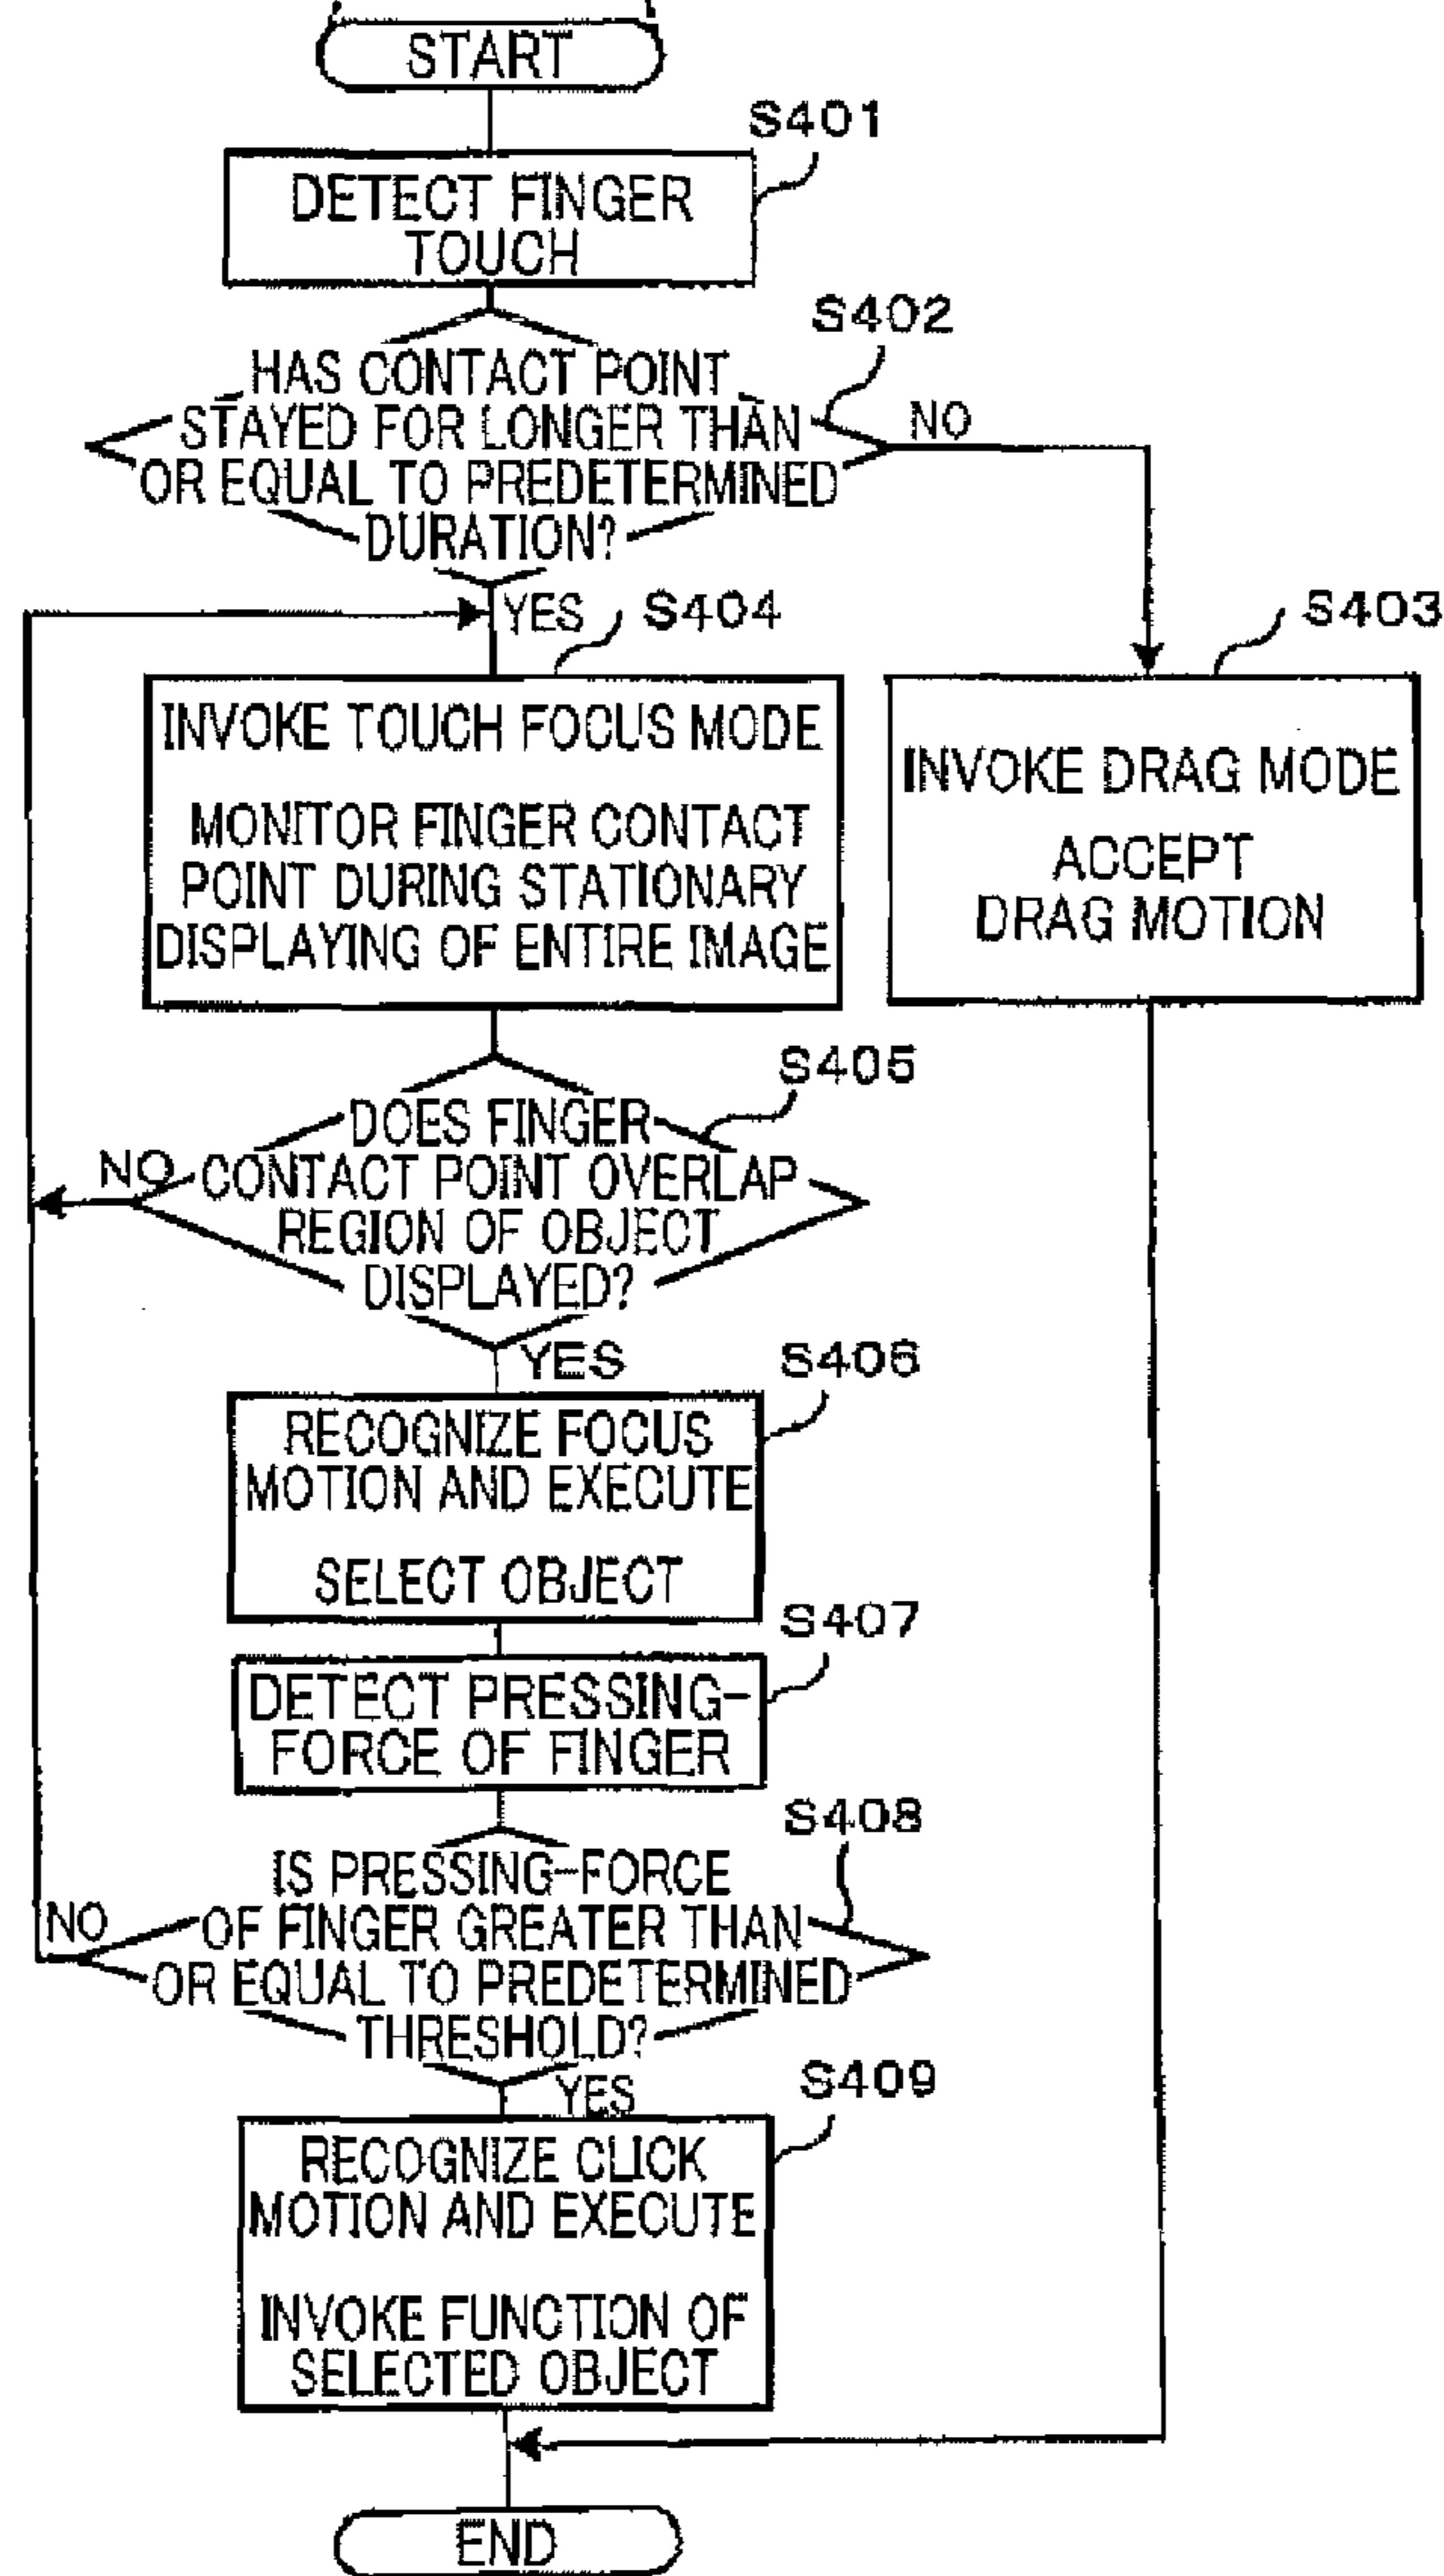 START
S401
DETECT FINGER
TOUCH
S402
HAS CONTACT POINT
STAYED FOR LONGER THAN
OR EQUAL TO PREDETERMINED
DURATION?
NO
YES
S404
S403
INVOKE TOUCH FOCUS MODE
MONITOR FINGER CONTACT
POINT DURING STATIONARY
DISPLAYING OF ENTIRE IMAGE
INVOKE DRAG MODE
ACCEPT
DRAG MOTION
S405
DOES FINGER
CONTACT POINT OVERLAP
REGION OF OBJECT
DISPLAYED?
NO
YES
S406
RECOGNIZE FOCUS
MOTION AND EXECUTE
SELECT OBJECT
S407
DETECT PRESSING-
FORCE OF FINGER
S408
IS PRESSING-FORCE
OF FINGER GREATER THAN
OR EQUAL TO PREDETERMINED
THRESHOLD?
NO
YES
S409
RECOGNIZE CLICK
MOTION AND EXECUTE
INVOKE FUNCTION OF
SELECTED OBJECT
END